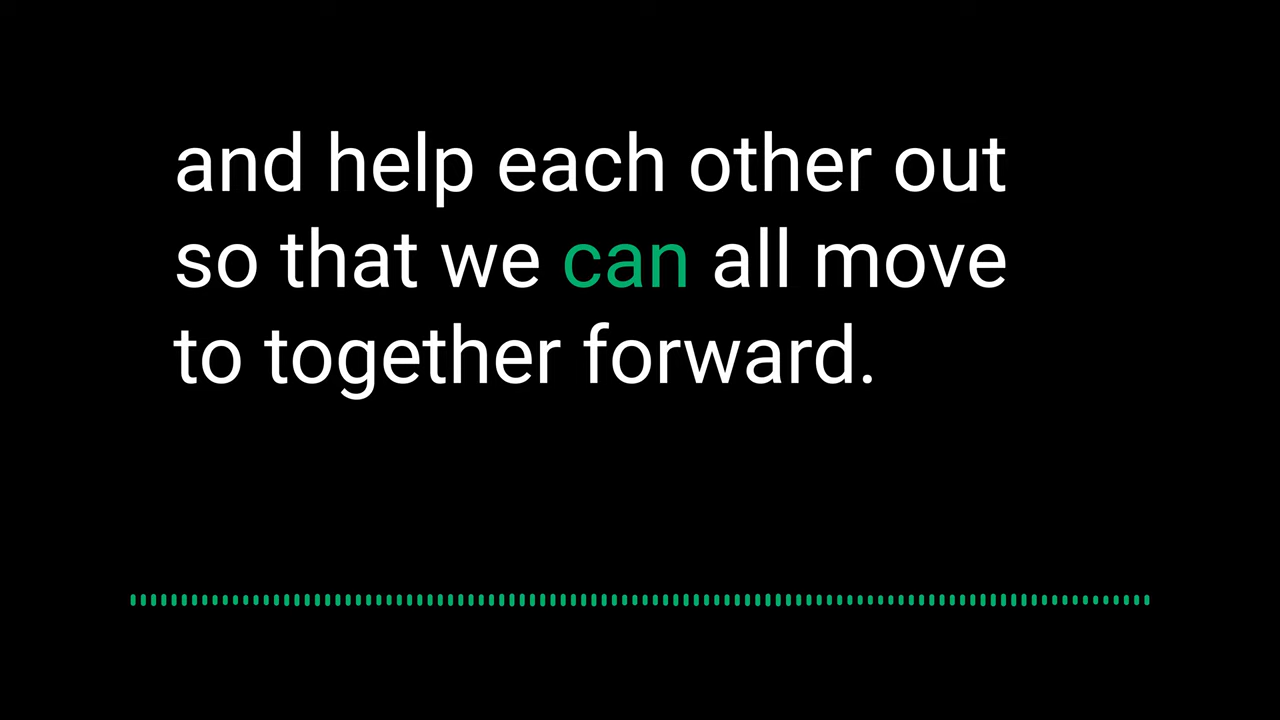 and help each other out
so that we can all move
to together forward.